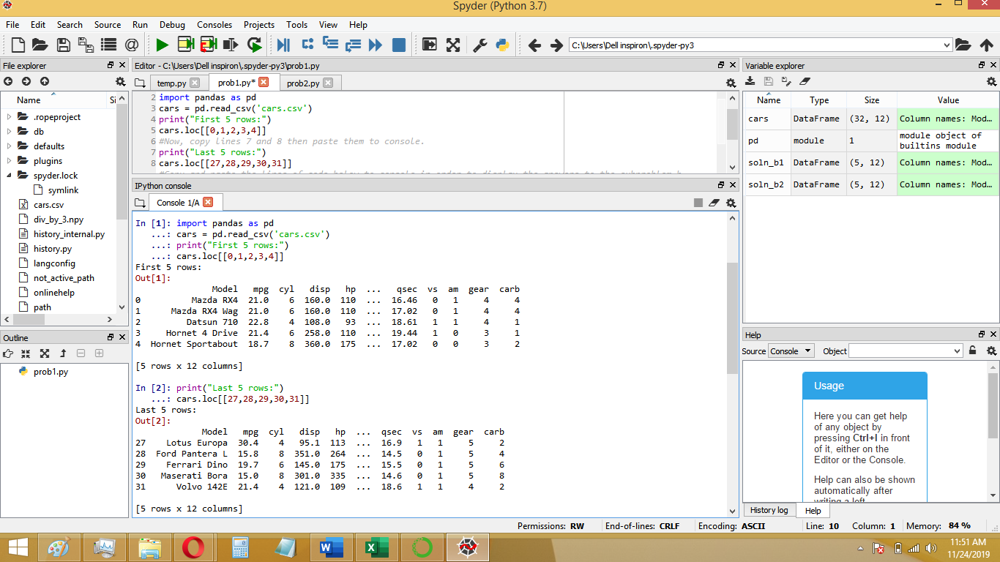 Spyder (Python 3.7)
File Edit Search Source Run Debug Consoles Projects Tools View Help
C:\Users\Dell inspiron\.spyder-py3
File explorer
Name Si
.ropeproject
db
defaults
plugins
spyder.lock
symlink
cars.csv
div_by_3.npy
history_internal.py
history.py
langconfig
not_active_path
onlinehelp
path
Outline
prob1.py
Editor - C:\Users\Dell inspiron\.spyder-py3\prob1.py
temp.py prob1.py* prob2.py
2 import pandas as pd
3 cars = pd.read_csv('cars.csv')
4 print("First 5 rows:")
5 cars.loc[[0,1,2,3,4]]
6 #Now, copy lines 7 and 8 then paste them to console.
7 print("Last 5 rows:")
8 cars.loc[[27,28,29,30,31]]
IPython console
Console 1/A
In [1]: import pandas as pd
...: cars = pd.read_csv('cars.csv')
...: print("First 5 rows:")
...: cars.loc[[0,1,2,3,4]]
First 5 rows:
Out[1]:
Model mpg cyl disp hp ... qsec vs am gear carb
0 Mazda RX4 21.0 6 160.0 110 ... 16.46 0 1 4 4
1 Mazda RX4 Wag 21.0 6 160.0 110 ... 17.02 0 1 4 4
2 Datsun 710 22.8 4 108.0 93 ... 18.61 1 1 4 1
3 Hornet 4 Drive 21.4 6 258.0 110 ... 19.44 1 0 3 1
4 Hornet Sportabout 18.7 8 360.0 175 ... 17.02 0 0 3 2
[5 rows x 12 columns]
In [2]: print("Last 5 rows:")
...: cars.loc[[27,28,29,30,31]]
Last 5 rows:
Out[2]:
Model mpg cyl disp hp ... qsec vs am gear carb
27 Lotus Europa 30.4 4 95.1 113 ... 16.9 1 1 5 2
28 Ford Pantera L 15.8 8 351.0 264 ... 14.5 0 1 5 4
29 Ferrari Dino 19.7 6 145.0 175 ... 15.5 0 1 5 6
30 Maserati Bora 15.0 8 301.0 335 ... 14.6 0 1 5 8
31 Volvo 142E 21.4 4 121.0 109 ... 18.6 1 1 4 2
[5 rows x 12 columns]
Variable explorer
Name Type Size Value
cars DataFrame (32, 12) Column names: Mod…
pd module 1 module object of
builtins module
soln_b1 DataFrame (5, 12) Column names: Mod…
soln_b2 DataFrame (5, 12) Column names: Mod…
Help
Source Console Object
Usage
Here you can get help
of any object by
pressing Ctrl+I in front
of it, either on the
Editor or the Console.
Help can also be shown
automatically after
writing a left
History log Help
Permissions: RW End-of-lines: CRLF Encoding: ASCII Line: 10 Column: 1 Memory: 84 %
11:51 AM
11/24/2019